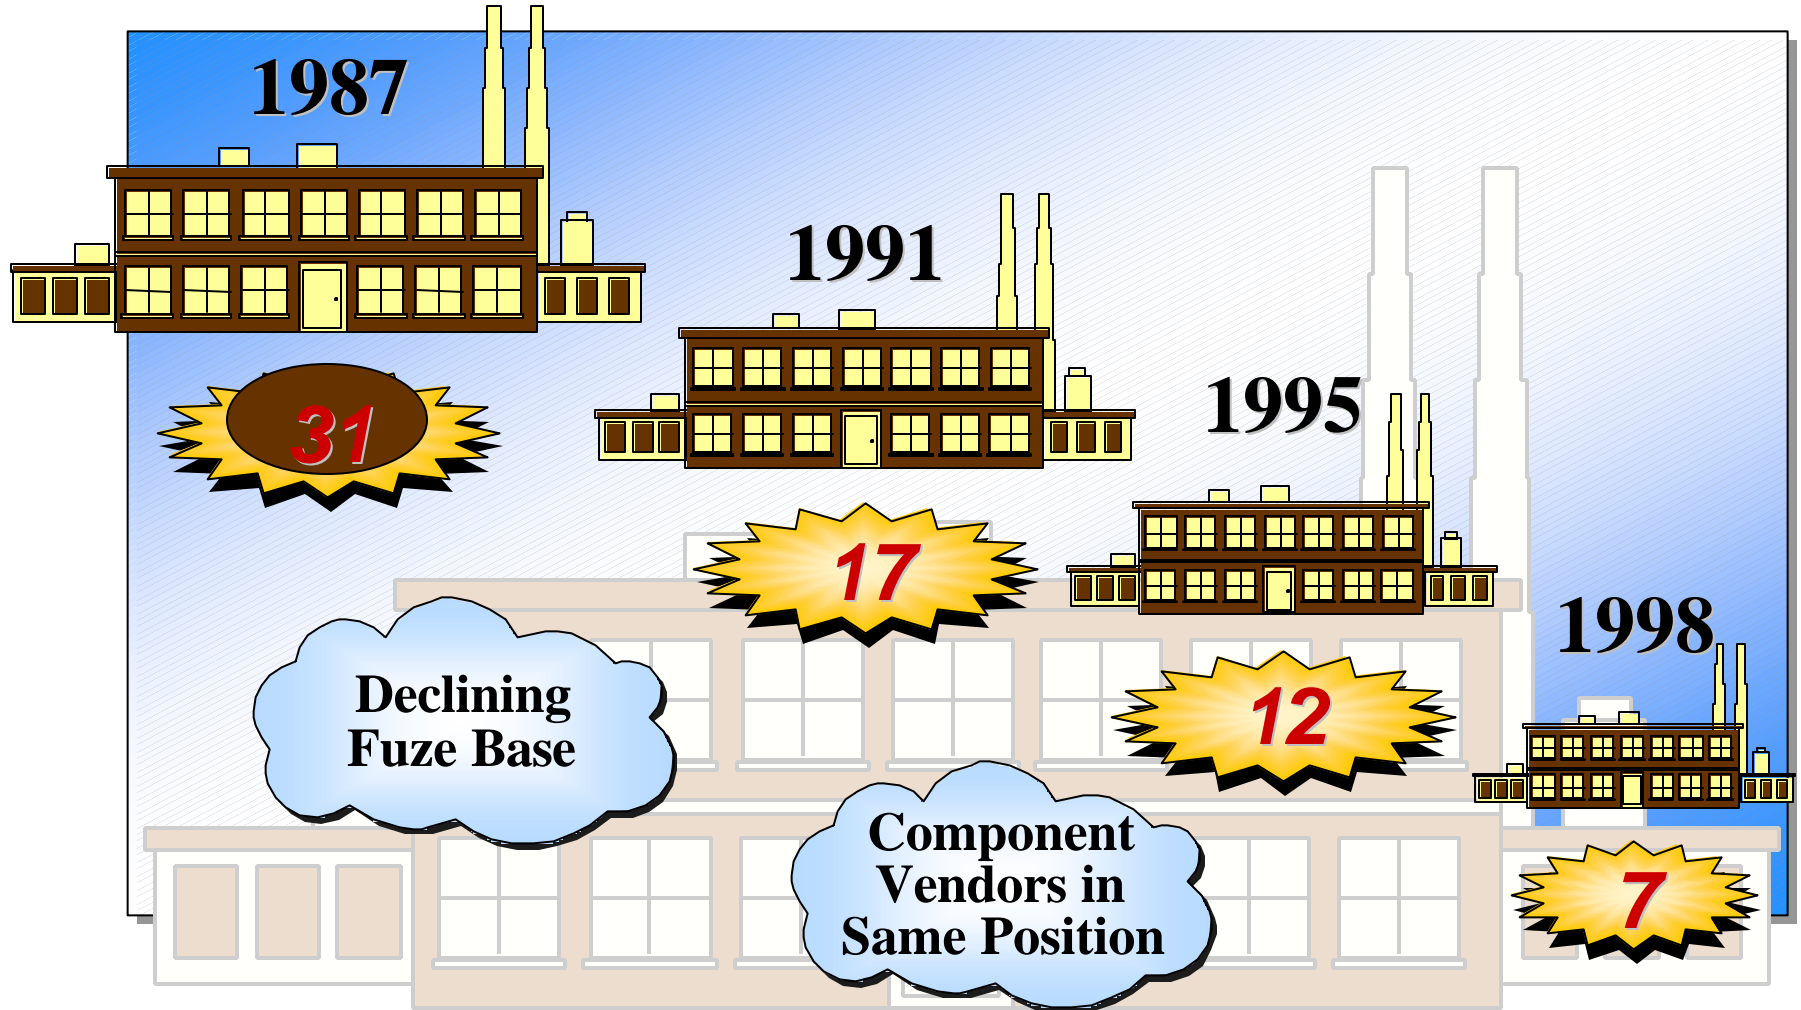 1987
31
1991
17
1995
12
1998
7
Declining
Fuze Base
Component
Vendors in
Same Position